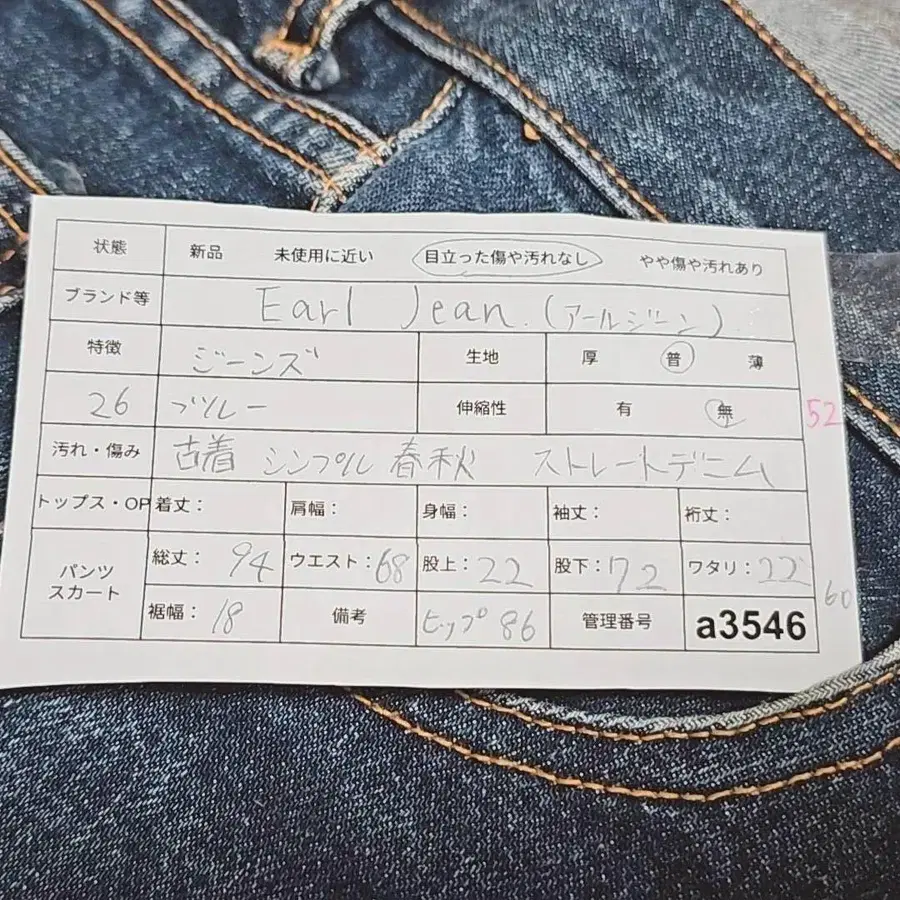 状態 新品 未使用に近い 目立った傷や汚れなし やや傷や汚れあり
ブランド等 Earl Jean.(アールジーン)
特徴 ジーンズ 生地 厚 普 薄
26 ブルー 伸縮性 有 無 52
汚れ・傷み 古着 シンプル 春秋 ストレートデニム
トップス・OP 着丈: 肩幅: 身幅: 袖丈: 裄丈:
パンツ スカート 総丈: 94 ウエスト: 68 股上: 22 股下: 72 ワタリ: 22
60
裾幅: 18 備考 ヒップ 86 管理番号 a3546